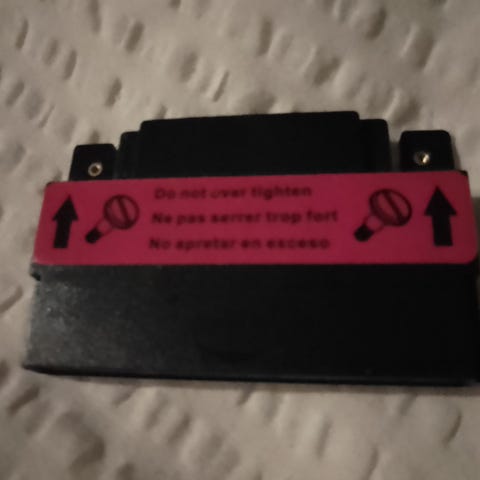 Do not over tighten
Ne pas serrer trop fort
No apretar en exceso